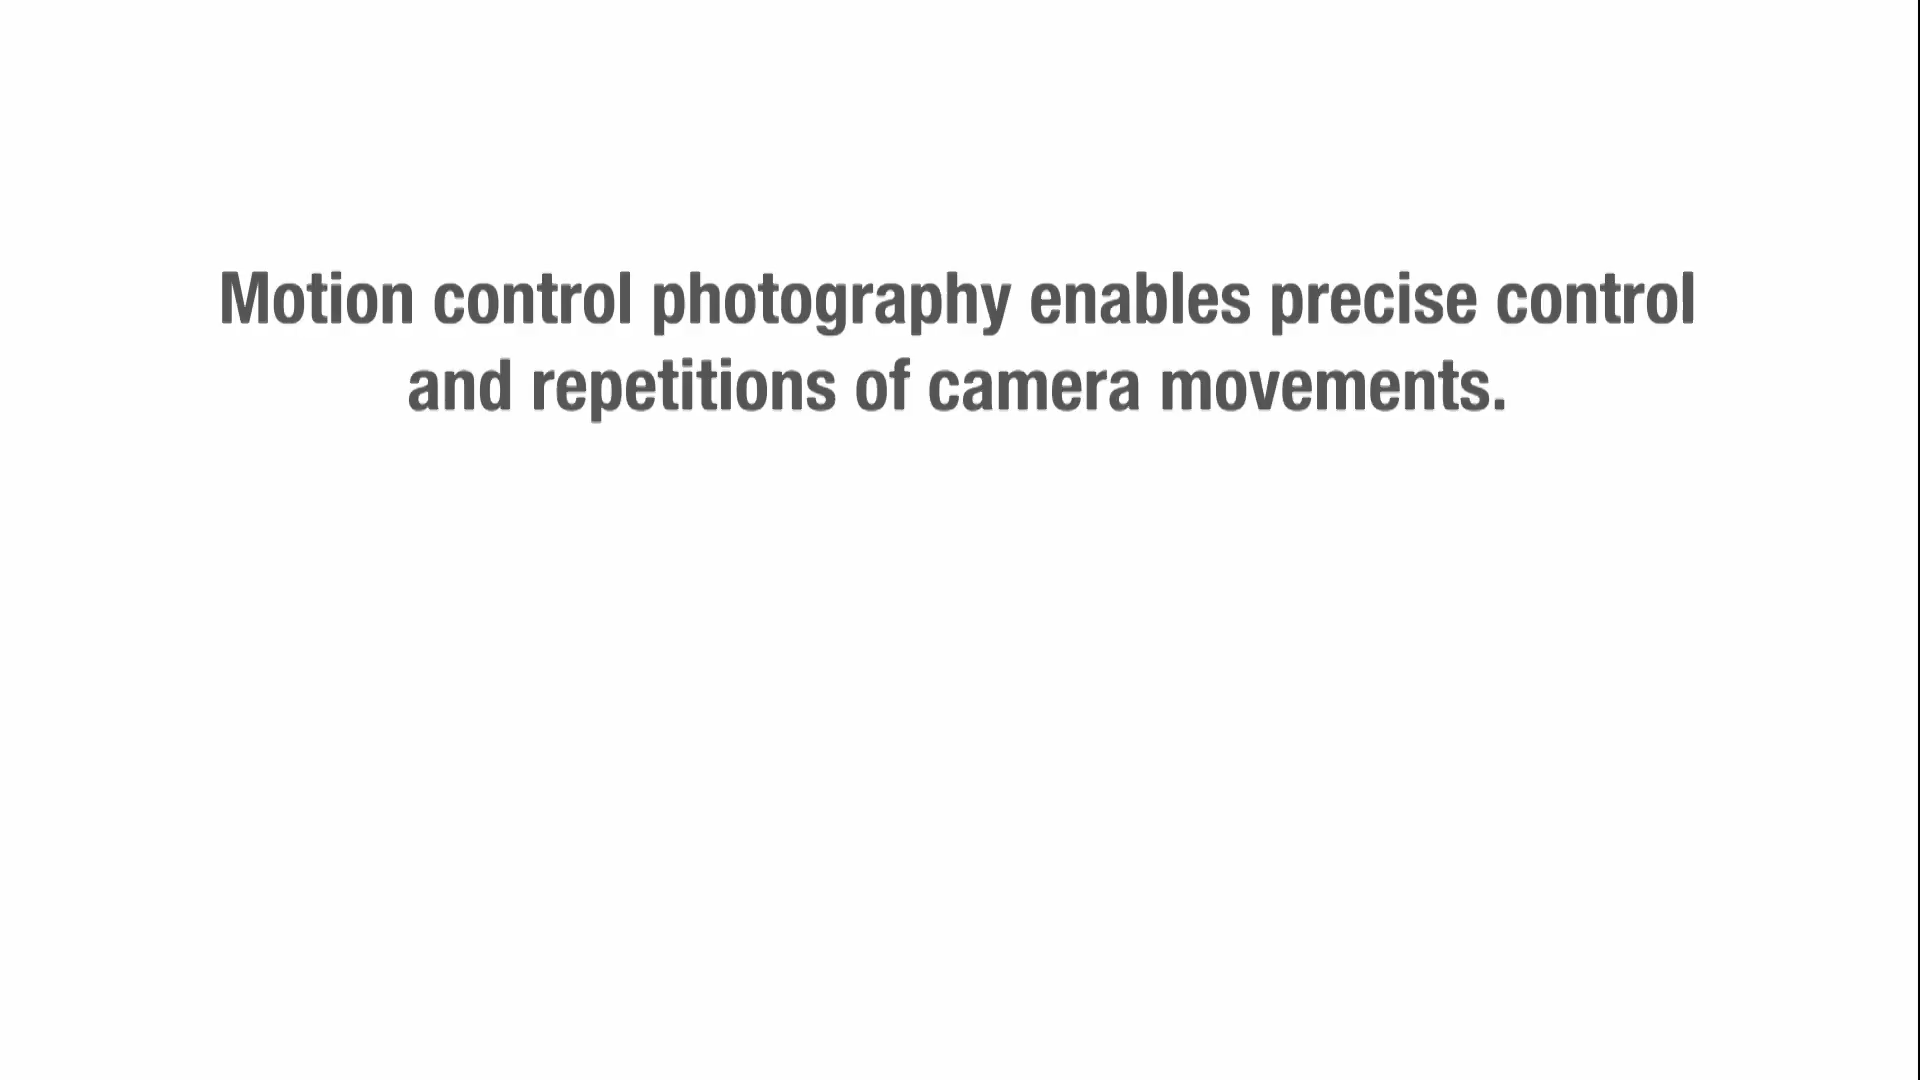 Motion control photography enables precise control
and repetitions of camera movements.